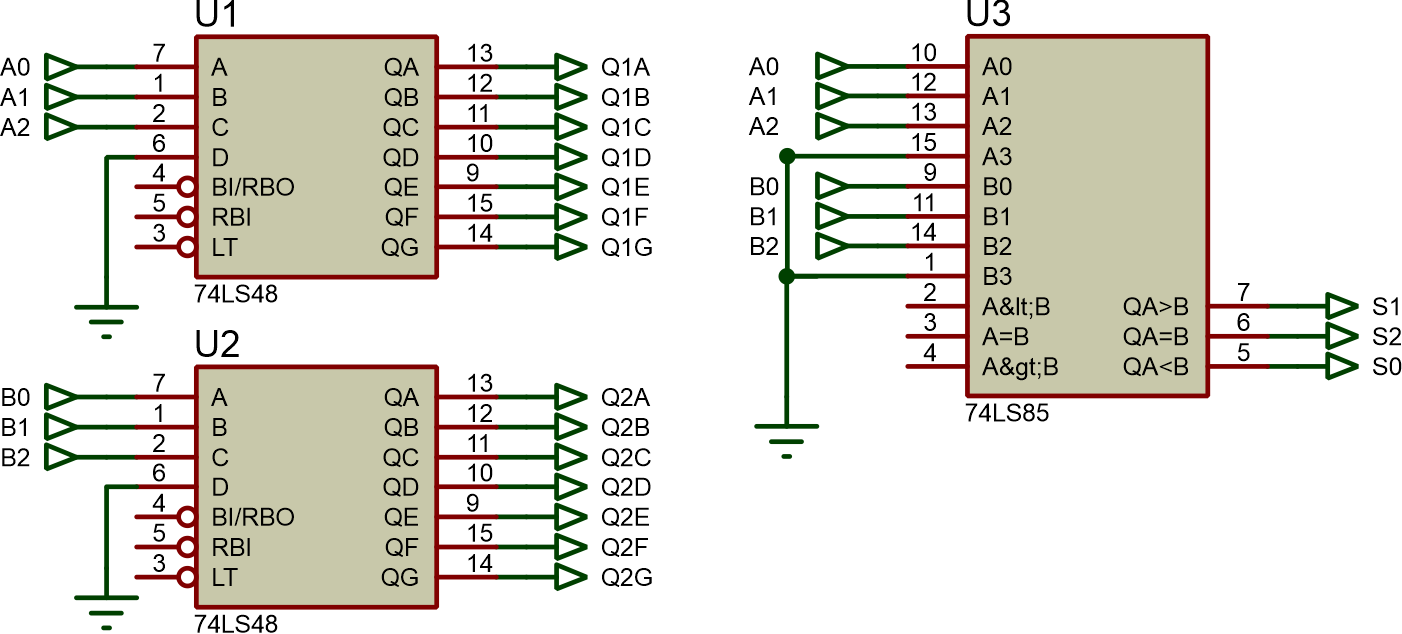 U1
A0 7 A QA 13 Q1A
A1 1 B QB 12 Q1B
A2 2 C QC 11 Q1C
6 D QD 10 Q1D
4 BI/RBO QE 9 Q1E
5 RBI QF 15 Q1F
3 LT QG 14 Q1G
74LS48
U2
B0 7 A QA 13 Q2A
B1 1 B QB 12 Q2B
B2 2 C QC 11 Q2C
6 D QD 10 Q2D
4 BI/RBO QE 9 Q2E
5 RBI QF 15 Q2F
3 LT QG 14 Q2G
74LS48
U3
A0 10 A0
A1 12 A1
A2 13 A2
15 A3
B0 9 B0
B1 11 B1
B2 14 B2
1 B3
2 A&lt;B QA>B 7 S1
3 A=B QA=B 6 S2
4 A&gt;B QA<B 5 S0
74LS85